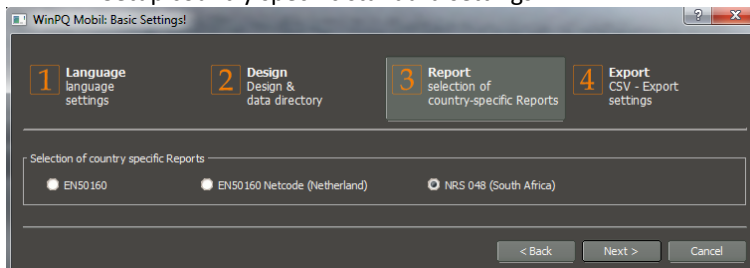 WinPQ Mobil: Basic Settings!
?
X
1 Language
language
settings
2 Design
Design &
data directory
3 Report
selection of
country-specific Reports
4 Export
CSV - Export
settings
Selection of country specific Reports
EN50160
EN50160 Netcode (Netherland)
NRS 048 (South Africa)
< Back
Next >
Cancel